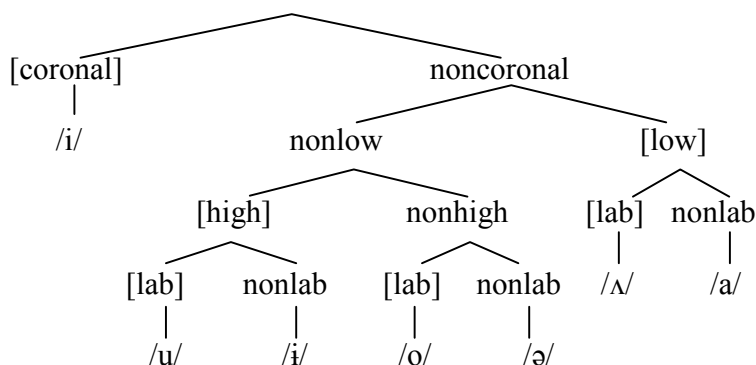 [coronal] noncoronal
/i/ nonlow [low]
[high] nonhigh [lab] nonlab
[lab] nonlab [lab] nonlab /ʌ/ /a/
/u/ /ɨ/ /o/ /ə/